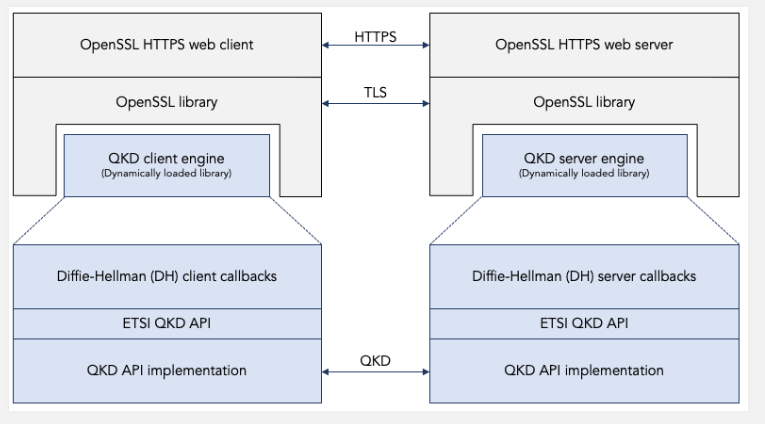 OpenSSL HTTPS web client
HTTPS
OpenSSL HTTPS web server
OpenSSL library
TLS
OpenSSL library
QKD client engine
(Dynamically loaded library)
QKD server engine
(Dynamically loaded library)
Diffie-Hellman (DH) client callbacks
Diffie-Hellman (DH) server callbacks
ETSI QKD API
ETSI QKD API
QKD API implementation
QKD
QKD API implementation